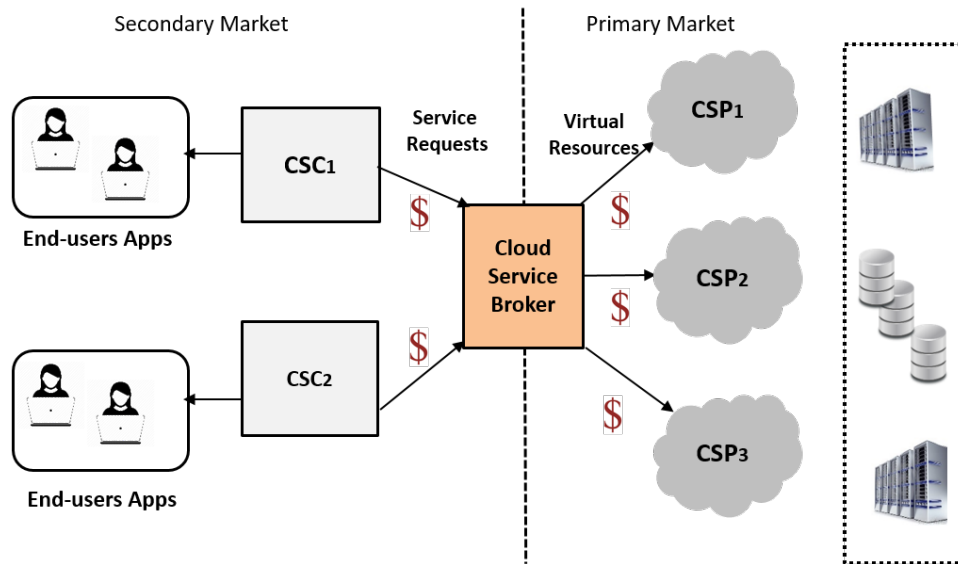 Secondary Market
Primary Market
Service
Requests
Virtual
Resources
CSP1
CSC1
$
$
End-users Apps
Cloud
Service
Broker
CSP2
$
$
CSC2
$
CSP3
End-users Apps